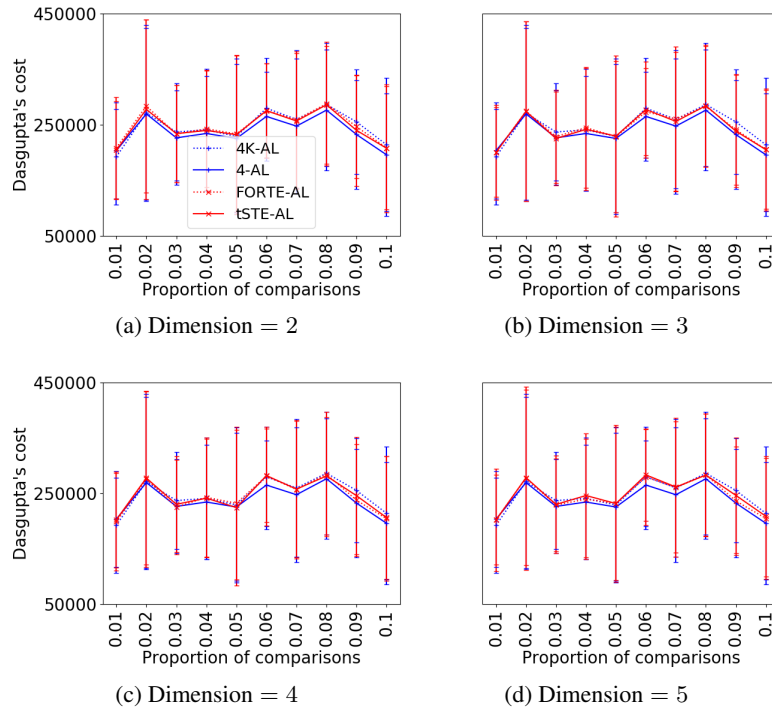 450000
250000
50000
Dasgupta's cost
4K-AL
4-AL
FORTE-AL
tSTE-AL
0.01 0.02 0.03 0.04 0.05 0.06 0.07 0.08 0.09 0.1
Proportion of comparisons
(a) Dimension = 2
0.01 0.02 0.03 0.04 0.05 0.06 0.07 0.08 0.09 0.1
Proportion of comparisons
(b) Dimension = 3
450000
250000
50000
Dasgupta's cost
0.01 0.02 0.03 0.04 0.05 0.06 0.07 0.08 0.09 0.1
Proportion of comparisons
(c) Dimension = 4
0.01 0.02 0.03 0.04 0.05 0.06 0.07 0.08 0.09 0.1
Proportion of comparisons
(d) Dimension = 5